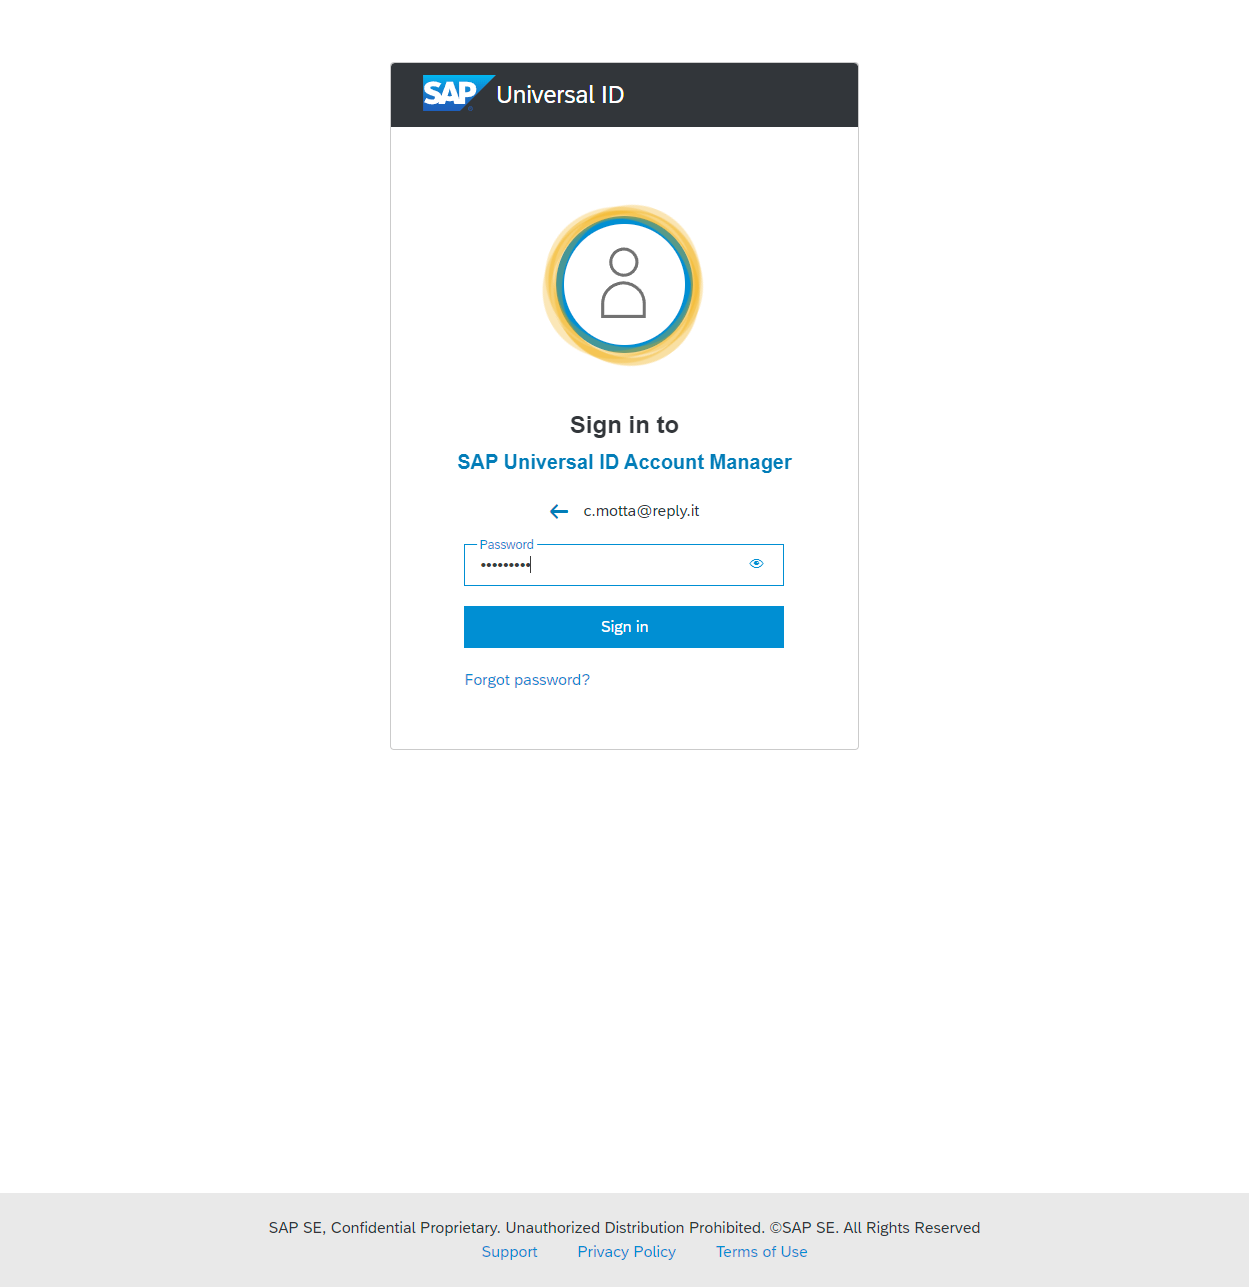 SAP Universal ID
Sign in to
SAP Universal ID Account Manager
c.motta@reply.it
Password
•••••••••
Sign in
Forgot password?
SAP SE, Confidential Proprietary. Unauthorized Distribution Prohibited. ©SAP SE. All Rights Reserved
Support Privacy Policy Terms of Use